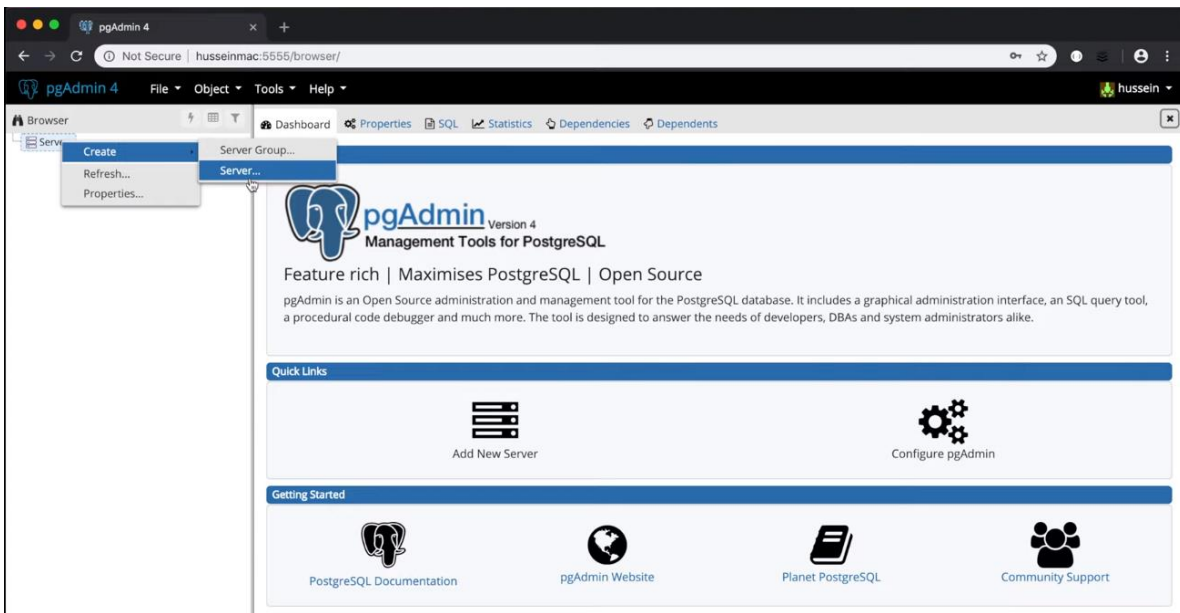 pgAdmin 4
Not Secure | husseinmac:5555/browser/
pgAdmin 4 File Object Tools Help hussein
Browser
Dashboard Properties SQL Statistics Dependencies Dependents
Create
Refresh...
Properties...
Server Group...
Server...
pgAdmin Version 4
Management Tools for PostgreSQL
Feature rich | Maximises PostgreSQL | Open Source
pgAdmin is an Open Source administration and management tool for the PostgreSQL database. It includes a graphical administration interface, an SQL query tool,
a procedural code debugger and much more. The tool is designed to answer the needs of developers, DBAs and system administrators alike.
Quick Links
Add New Server
Configure pgAdmin
Getting Started
PostgreSQL Documentation
pgAdmin Website
Planet PostgreSQL
Community Support